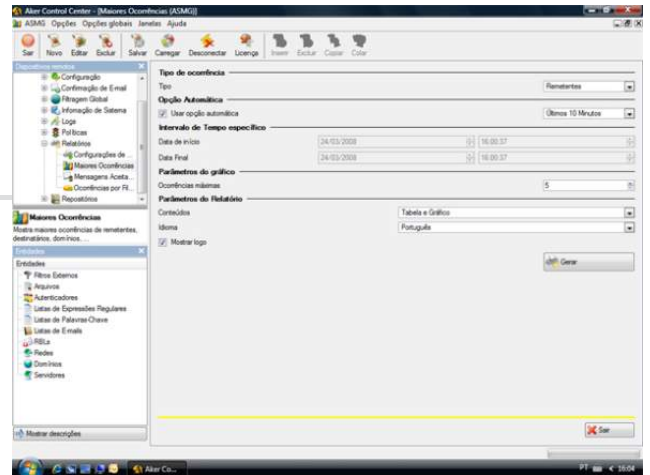 Aker Control Center - [Maiores Ocorrências (ASMG)]
ASMG Opções Opções globais Janelas Ajuda
Sair Novo Editar Excluir Salvar Carregar Desconectar Licença Inserir Excluir Copiar Colar
Dispositivos remotos
Configuração
Confirmação de E-mail
Filtragem Global
Informação de Sistema
Logs
Políticas
Relatórios
Configurações de ...
Maiores Ocorrências
Mensagens Aceita...
Ocorrências por Fil...
Repositórios
Maiores Ocorrências
Mostra maiores ocorrências de remetentes,
destinatários, domínios, ...
Entidades
Entidades
Filtros Externos
Arquivos
Autenticadores
Listas de Expressões Regulares
Listas de Palavras-Chave
Listas de E-mails
RBLs
Redes
Domínios
Servidores
Mostrar descrições
Tipo de ocorrência
Tipo Remetentes
Opção Automática
Usar opção automática Últimos 10 Minutos
Intervalo de Tempo específico
Data de início 24/03/2008 16:00:37
Data Final 24/03/2008 16:00:37
Parâmetros do gráfico
Ocorrências máximas 5
Parâmetros do Relatório
Conteúdos Tabela e Gráfico
Idioma Português
Mostrar logo
Gerar
Sair
Aker Co... PT 16:04